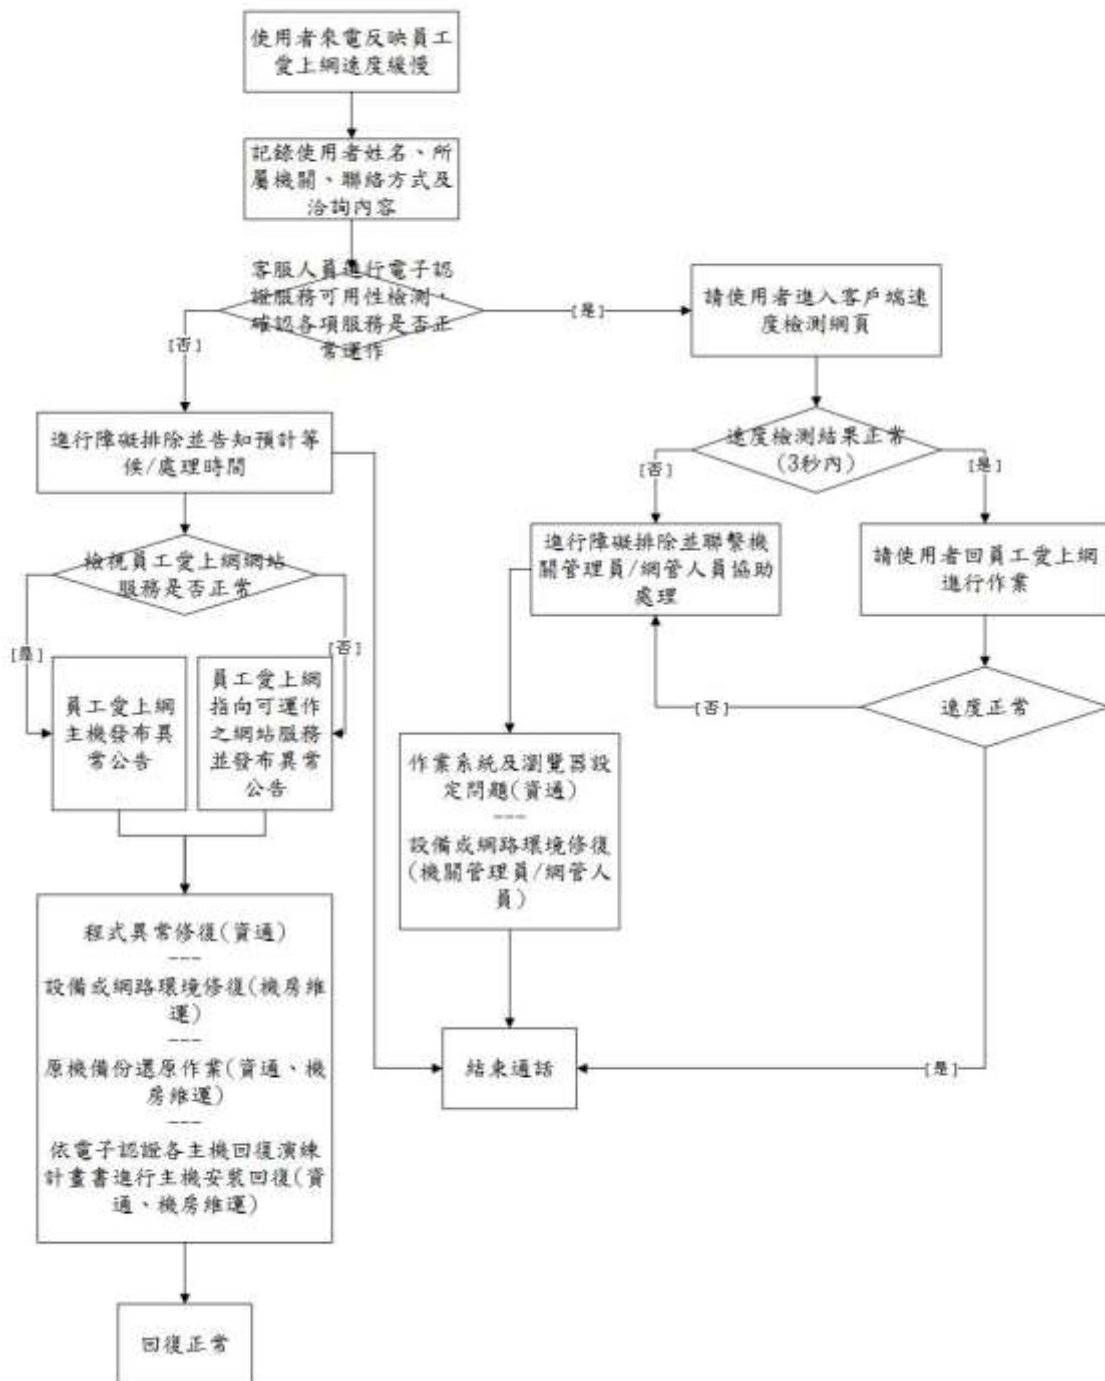 使用者來電反映員工
愛上網速度緩慢
記錄使用者姓名、所
屬機關、聯絡方式及
洽詢內容
客服人員進行電子認
證服務可用性檢測，
確認各項服務是否正
常運作
[是]
[否]
請使用者進入客戶端速
度檢測網頁
進行障礙排除並告知預計等
候/處理時間
速度檢測結果正常
(3秒內)
[否]
[是]
檢視員工愛上網網站
服務是否正常
[是]
[否]
進行障礙排除並聯繫機
關管理員/網管人員協助
處理
請使用者回員工愛上網
進行作業
員工愛上網
主機發布異
常公告
員工愛上網
指向可運作
之網站服務
並發布異常
公告
速度正常
[否]
[是]
作業系統及瀏覽器設
定問題(資通)
---
設備或網路環境修復
(機關管理員/網管人
員)
程式異常修復(資通)
---
設備或網路環境修復(機房維
運)
---
原機備份還原作業(資通、機
房維運)
---
依電子認證各主機回復演練
計畫書進行主機安裝回復(資
通、機房維運)
結束通話
回復正常